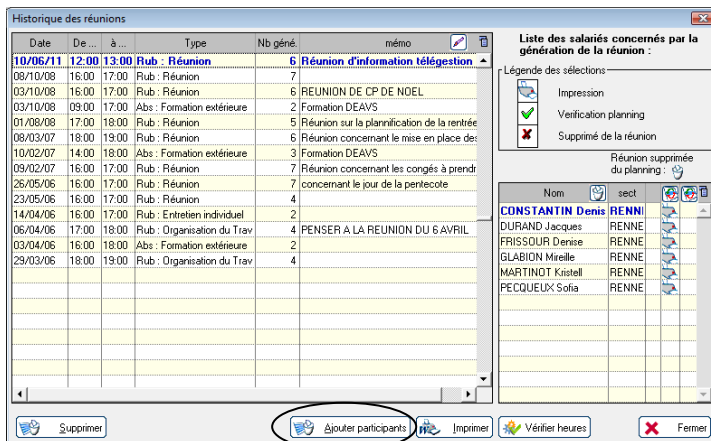 Historique des réunions
Date De ... à ... Type Nb géné. mémo
10/06/11 12:00 13:00 Rub : Réunion 6 Réunion d'information télégestion
08/10/08 16:00 17:00 Rub : Réunion 7
03/10/08 16:00 17:00 Rub : Réunion 6 REUNION DE CP DE NOEL
03/10/08 09:00 17:00 Abs : Formation extérieure 2 Formation DEAVS
01/08/08 17:00 18:00 Rub : Réunion 5 Réunion sur la plannification de la rentrée
08/03/07 18:00 19:00 Rub : Réunion 6 Réunion concernant le mise en place des
10/02/07 14:00 18:00 Abs : Formation extérieure 3 Formation DEAVS
09/02/07 16:00 17:00 Rub : Réunion 7 Réunion concernant les congés à prendr
26/05/06 16:00 17:00 Rub : Réunion 7 concernant le jour de la pentecote
23/05/06 16:00 17:00 Rub : Réunion 4
14/04/06 16:00 17:00 Rub : Entretien individuel 2
06/04/06 17:00 18:00 Rub : Organisation du Trav 4 PENSER A LA REUNION DU 6 AVRIL
03/04/06 16:00 18:00 Abs : Formation extérieure 2
29/03/06 18:00 19:00 Rub : Organisation du Trav 4
Liste des salariés concernés par la
génération de la réunion :
Légende des sélections
Impression
Verification planning
Supprimé de la réunion
Réunion supprimée
du planning :
Nom sect
CONSTANTIN Denis RENNI
DURAND Jacques RENNE
FRISSOUR Denise RENNE
GLABION Mireille RENNE
MARTINOT Kristell RENNE
PECQUEUX Sofia RENNE
Supprimer Ajouter participants Imprimer Vérifier heures Fermer